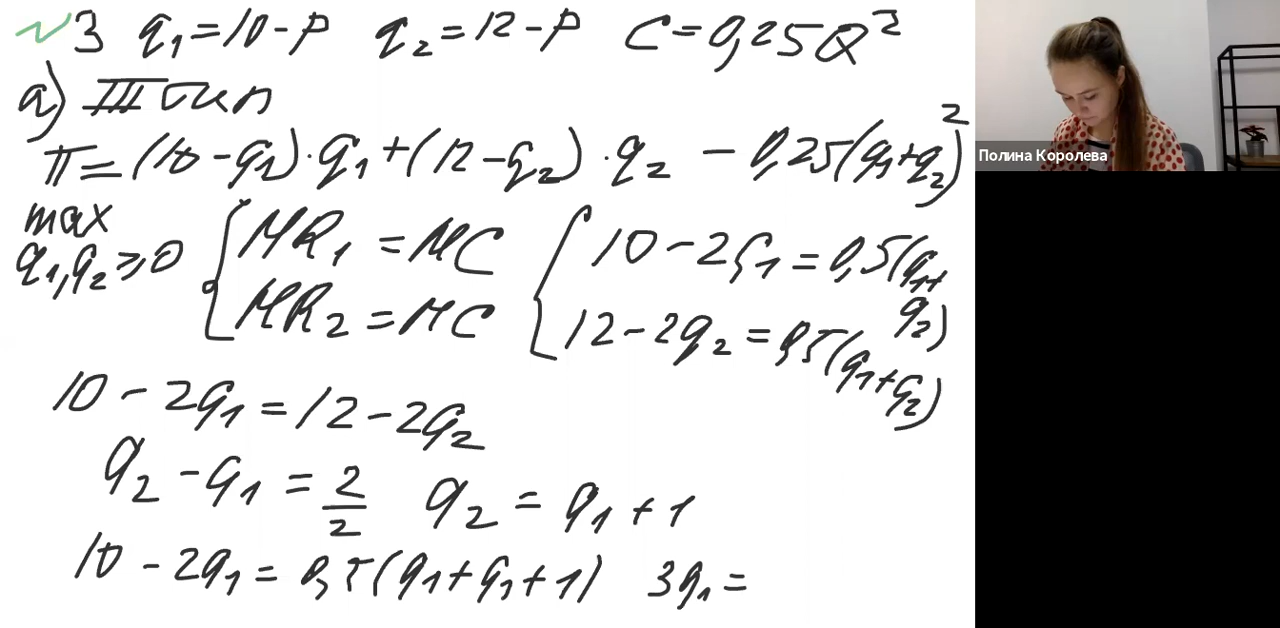 №3 q₁=10-P q₂=12-P C=0,25Q²
а) III тип
π=(10-q₁)·q₁+(12-q₂)·q₂ - 0,25(q₁+q₂)²
max q₁,q₂≥0
{MR₁=MC {10-2q₁=0,5(q₁+q₂)
{MR₂=MC {12-2q₂=0,5(q₁+q₂)
10-2q₁=12-2q₂
q₂-q₁=2/2 q₂=q₁+1
10-2q₁=0,5(q₁+q₁+1) 3q₁=
Полина Королева